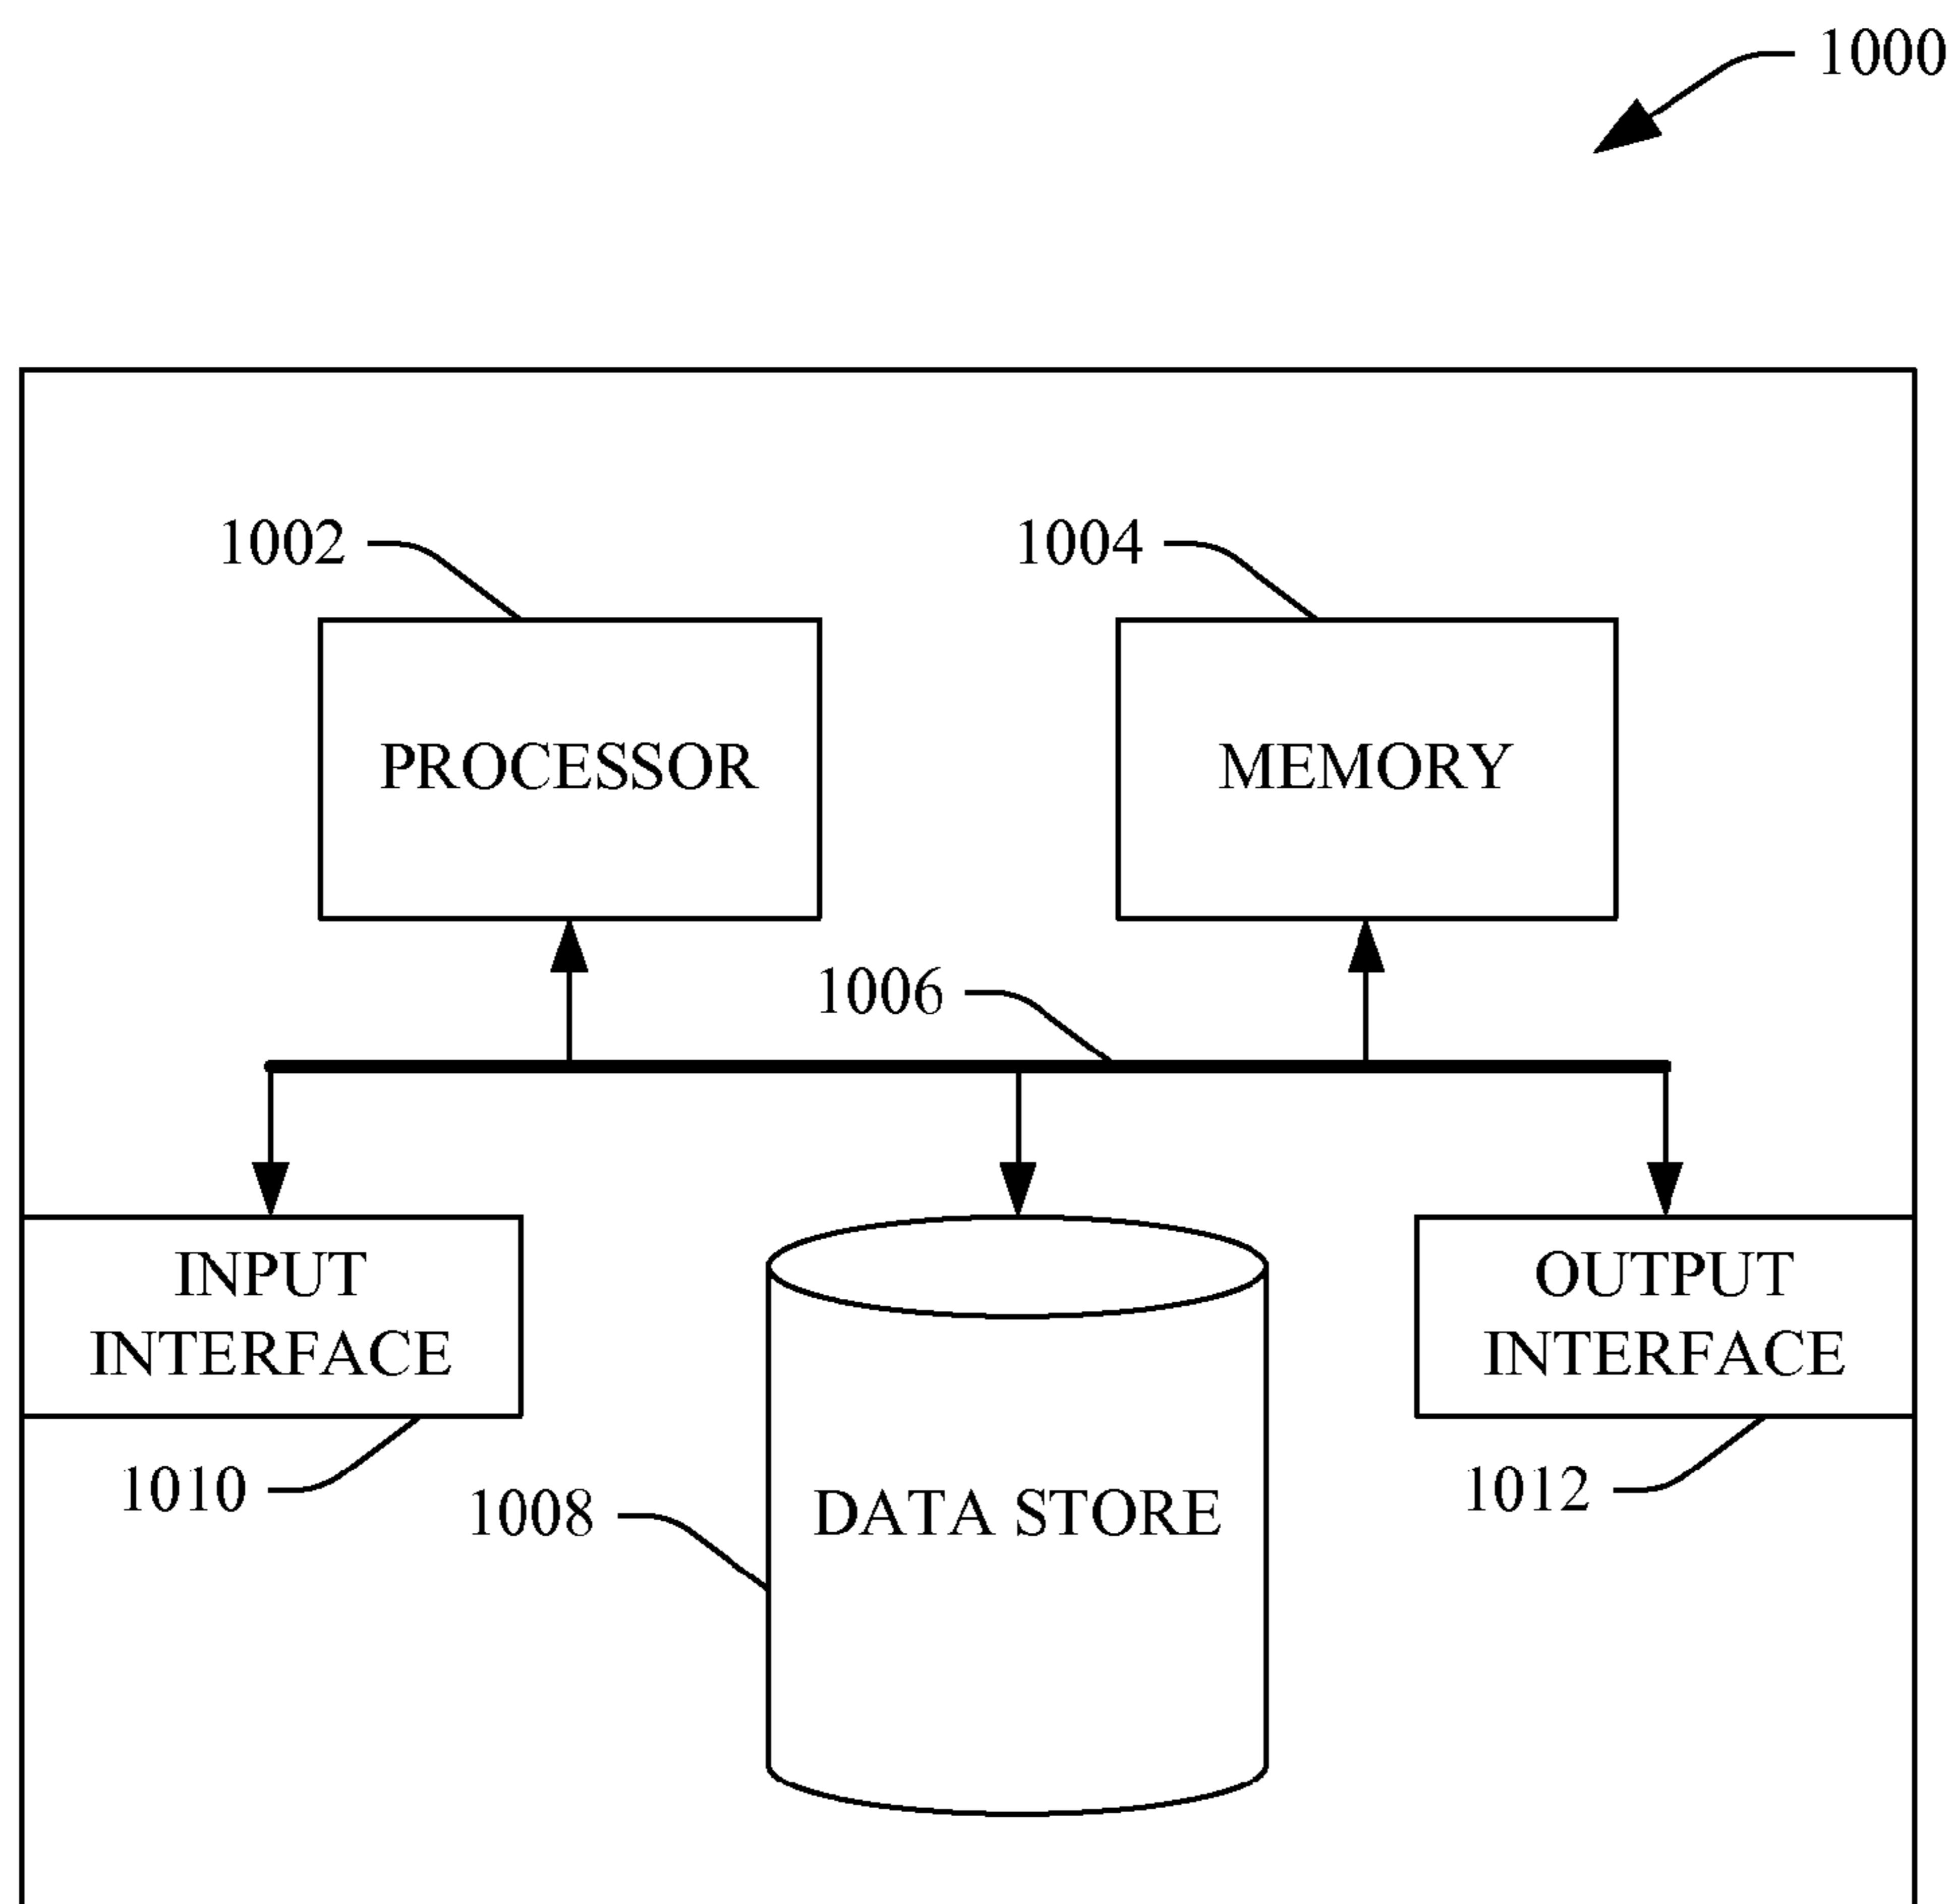 1000
1002
1004
PROCESSOR
MEMORY
1006
INPUT
INTERFACE
OUTPUT
INTERFACE
1010
1008
DATA STORE
1012